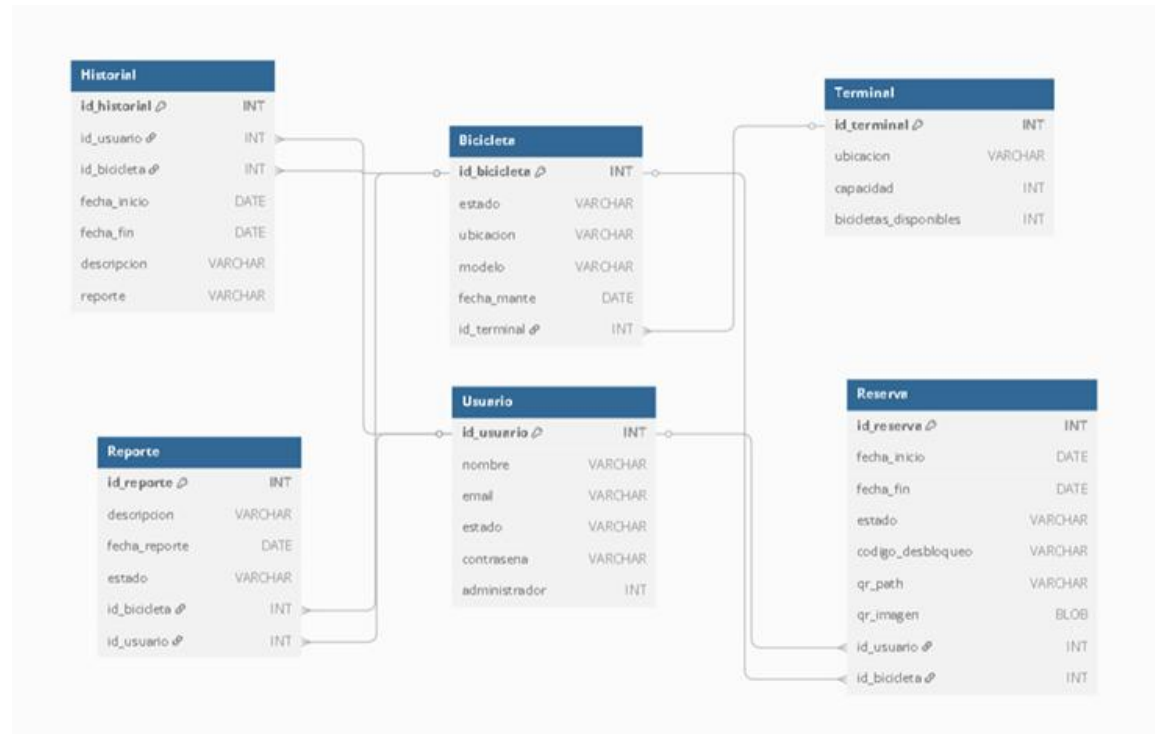 Historial
id_historial INT
id_usuario INT
id_bicicleta INT
fecha_inicio DATE
fecha_fin DATE
descripcion VARCHAR
reporte VARCHAR
Bicicleta
id_bicicleta INT
estado VARCHAR
ubicacion VARCHAR
modelo VARCHAR
fecha_mante DATE
id_terminal INT
Terminal
id_terminal INT
ubicacion VARCHAR
capacidad INT
bicicletas_disponibles INT
Reporte
id_reporte INT
descripcion VARCHAR
fecha_reporte DATE
estado VARCHAR
id_bicicleta INT
id_usuario INT
Usuario
id_usuario INT
nombre VARCHAR
email VARCHAR
estado VARCHAR
contrasena VARCHAR
administrador INT
Reserva
id_reserva INT
fecha_inicio DATE
fecha_fin DATE
estado VARCHAR
codigo_desbloqueo VARCHAR
qr_path VARCHAR
qr_imagen BLOB
id_usuario INT
id_bicicleta INT